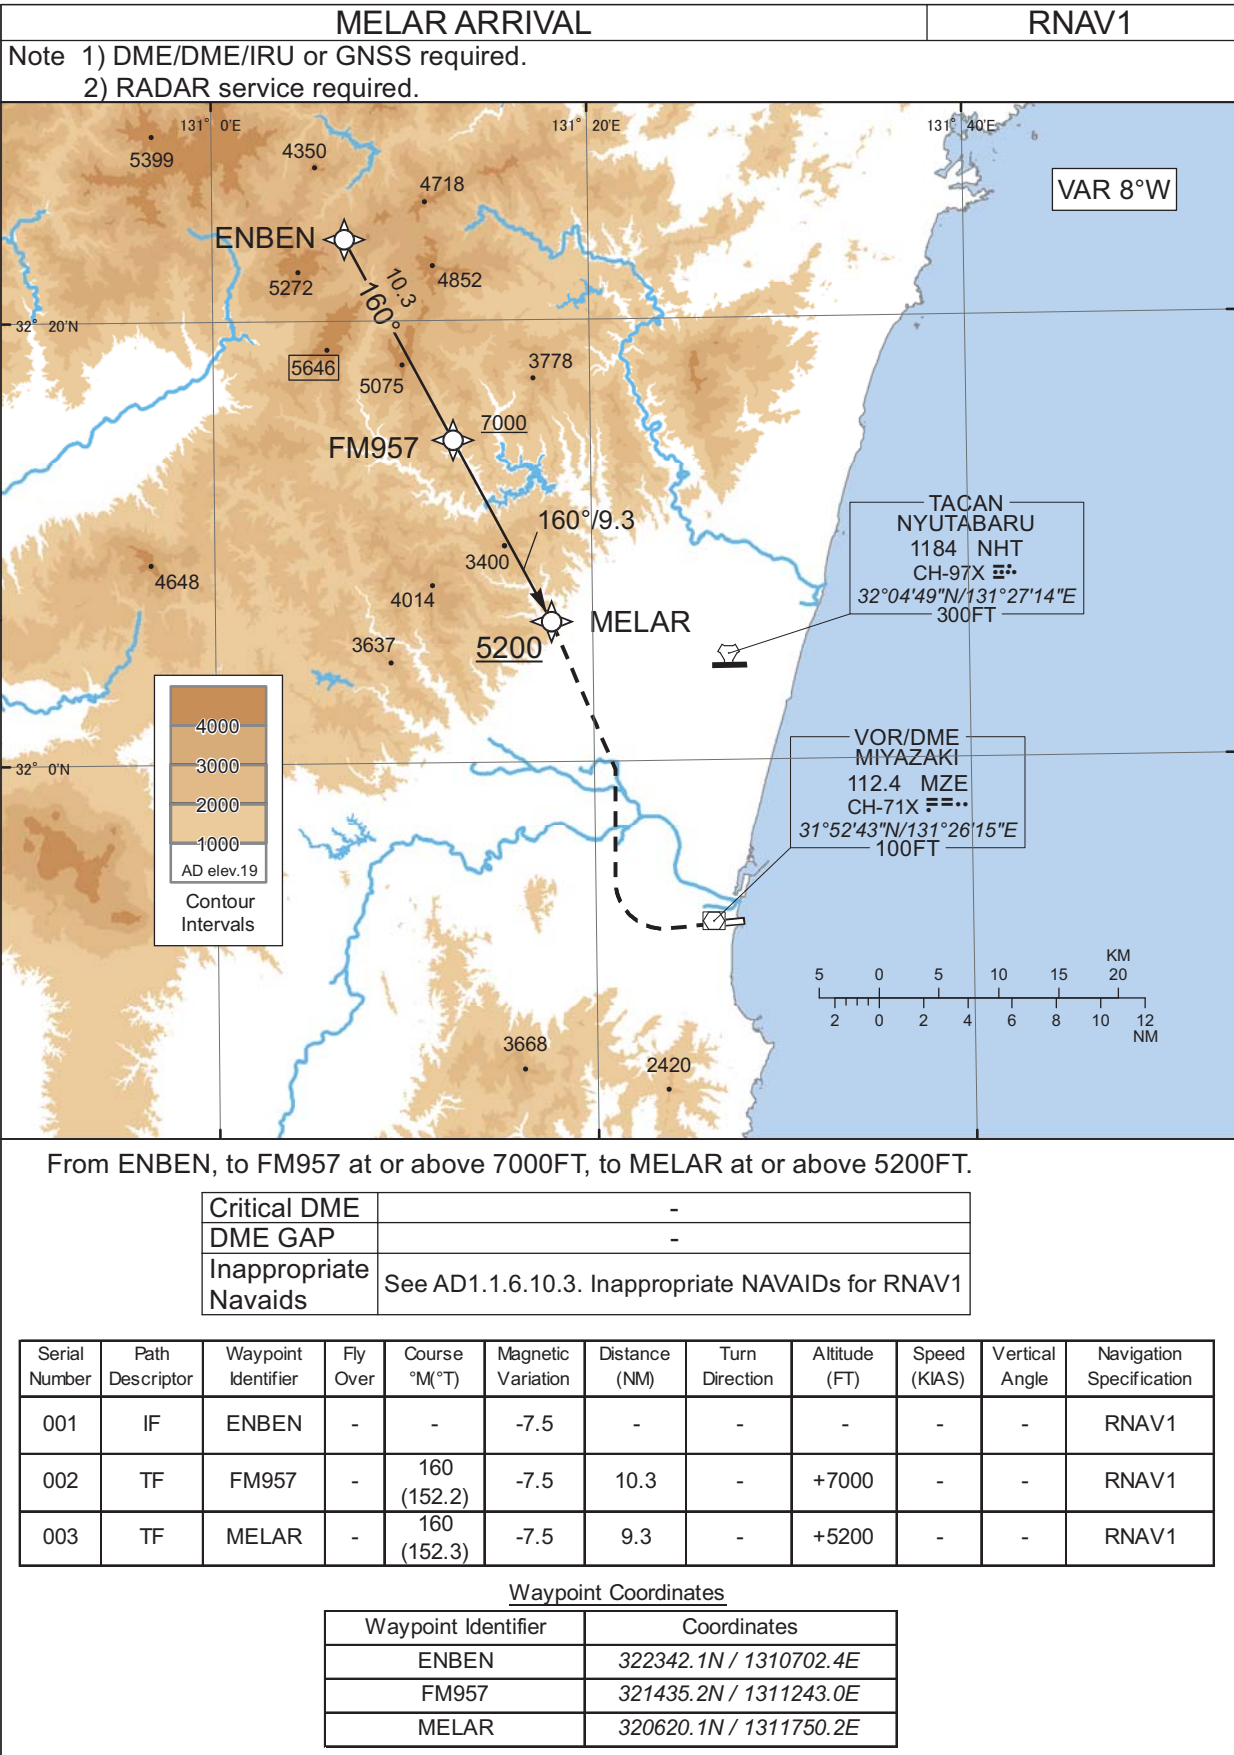 MELAR ARRIVAL
RNAV1
Note 1) DME/DME/IRU or GNSS required.
2) RADAR service required.
131° 0'E
131° 20'E
131° 40'E
5399
4350
4718
VAR 8°W
ENBEN
5272
4852
10.3
160°
32° 20'N
5646
5075
3778
FM957
7000
160°/9.3
3400
TACAN
NYUTABARU
1184 NHT
CH-97X
32°04'49"N/131°27'14"E
300FT
4648
4014
MELAR
3637
5200
4000
3000
2000
1000
AD elev.19
Contour
Intervals
32° 0'N
VOR/DME
MIYAZAKI
112.4 MZE
CH-71X
31°52'43"N/131°26'15"E
100FT
KM
5 0 5 10 15 20
2 0 2 4 6 8 10 12
NM
3668
2420
From ENBEN, to FM957 at or above 7000FT, to MELAR at or above 5200FT.
Critical DME -
DME GAP -
Inappropriate
Navaids
See AD1.1.6.10.3. Inappropriate NAVAIDs for RNAV1
Serial Path Waypoint Fly Course Magnetic Distance Turn Altitude Speed Vertical Navigation
Number Descriptor Identifier Over °M(°T) Variation (NM) Direction (FT) (KIAS) Angle Specification
001 IF ENBEN - - -7.5 - - - - - RNAV1
002 TF FM957 - 160 (152.2) -7.5 10.3 - +7000 - - RNAV1
003 TF MELAR - 160 (152.3) -7.5 9.3 - +5200 - - RNAV1
Waypoint Coordinates
Waypoint Identifier Coordinates
ENBEN 322342.1N / 1310702.4E
FM957 321435.2N / 1311243.0E
MELAR 320620.1N / 1311750.2E